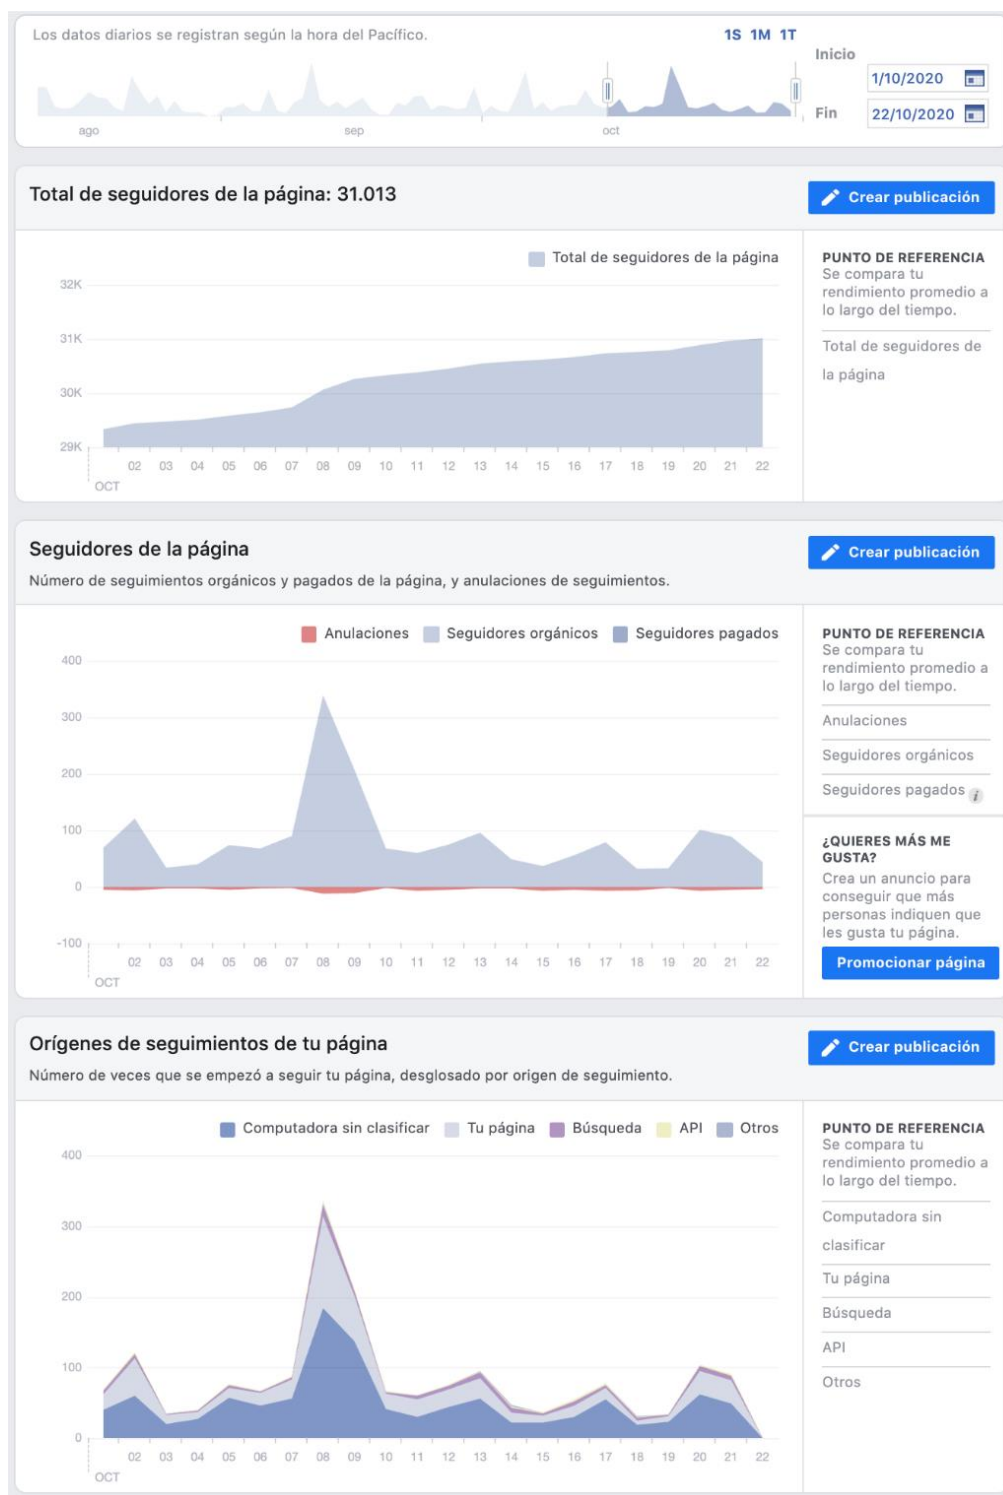 Los datos diarios se registran según la hora del Pacífico.
1S 1M 1T
Inicio
1/10/2020
Fin
22/10/2020
ago sep oct
Total de seguidores de la página: 31.013
Crear publicación
Total de seguidores de la página
32K
31K
30K
29K
02 03 04 05 06 07 08 09 10 11 12 13 14 15 16 17 18 19 20 21 22
OCT
PUNTO DE REFERENCIA
Se compara tu
rendimiento promedio a
lo largo del tiempo.
Total de seguidores de
la página
Seguidores de la página
Número de seguimientos orgánicos y pagados de la página, y anulaciones de seguimientos.
Crear publicación
Anulaciones Seguidores orgánicos Seguidores pagados
400
300
200
100
0
-100
02 03 04 05 06 07 08 09 10 11 12 13 14 15 16 17 18 19 20 21 22
OCT
PUNTO DE REFERENCIA
Se compara tu
rendimiento promedio a
lo largo del tiempo.
Anulaciones
Seguidores orgánicos
Seguidores pagados i
¿QUIERES MÁS ME
GUSTA?
Crea un anuncio para
conseguir que más
personas indiquen que
les gusta tu página.
Promocionar página
Orígenes de seguimientos de tu página
Número de veces que se empezó a seguir tu página, desglosado por origen de seguimiento.
Crear publicación
Computadora sin clasificar Tu página Búsqueda API Otros
400
300
200
100
0
02 03 04 05 06 07 08 09 10 11 12 13 14 15 16 17 18 19 20 21 22
OCT
PUNTO DE REFERENCIA
Se compara tu
rendimiento promedio a
lo largo del tiempo.
Computadora sin
clasificar
Tu página
Búsqueda
API
Otros